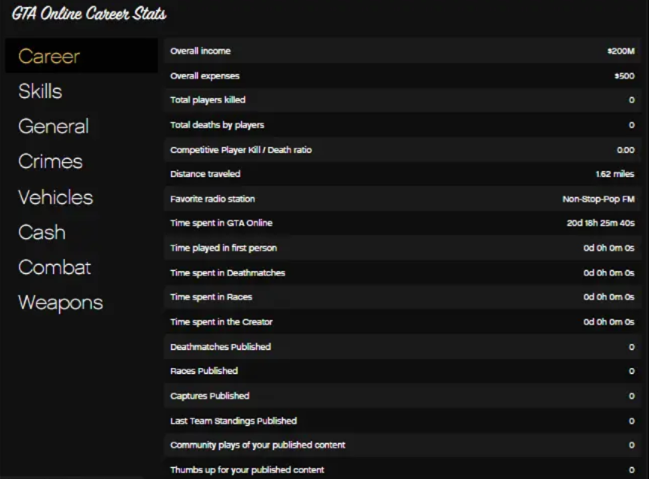 GTA Online Career Stats
Career
Skills
General
Crimes
Vehicles
Cash
Combat
Weapons
Overall income $200M
Overall expenses $500
Total players killed 0
Total deaths by players 0
Competitive Player Kill / Death ratio 0.00
Distance traveled 1.62 miles
Favorite radio station Non-Stop-Pop FM
Time spent in GTA Online 20d 18h 25m 40s
Time played in first person 0d 0h 0m 0s
Time spent in Deathmatches 0d 0h 0m 0s
Time spent in Races 0d 0h 0m 0s
Time spent in the Creator 0d 0h 0m 0s
Deathmatches Published 0
Races Published 0
Captures Published 0
Last Team Standings Published 0
Community plays of your published content 0
Thumbs up for your published content 0